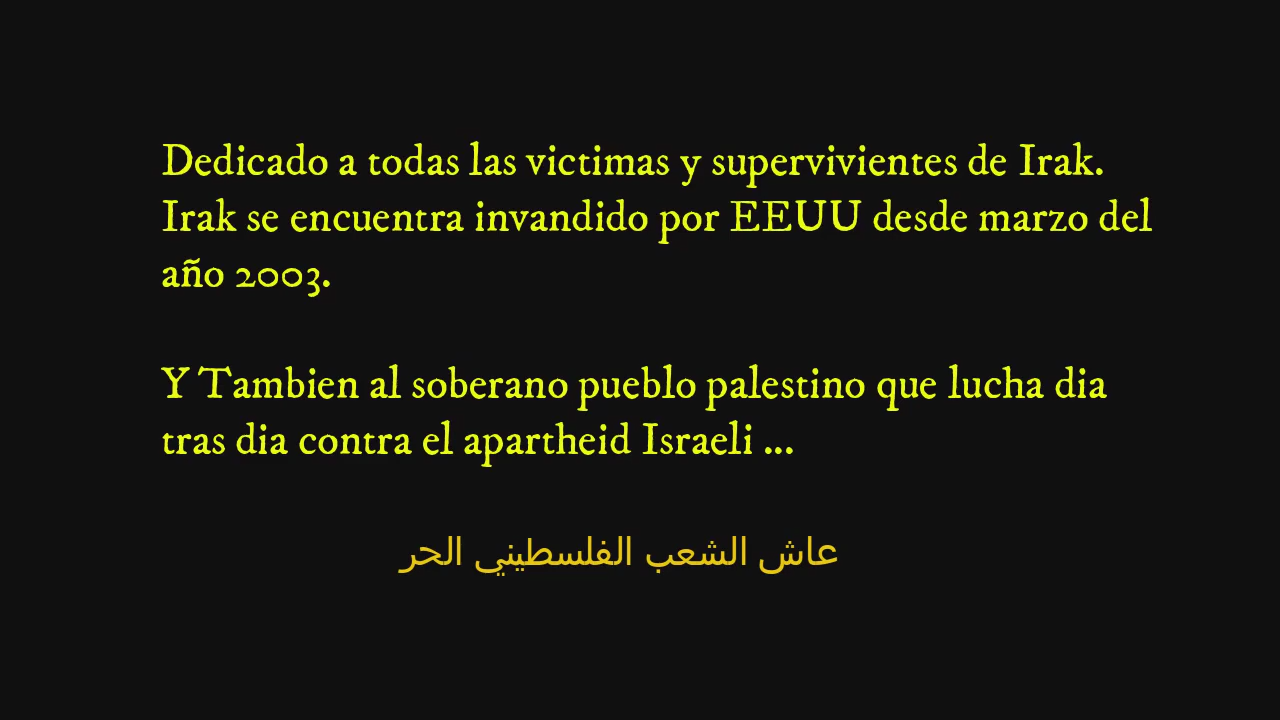 Dedicado a todas las victimas y supervivientes de Irak.
Irak se encuentra invandido por EEUU desde marzo del
año 2003.
Y Tambien al soberano pueblo palestino que lucha dia
tras dia contra el apartheid Israeli ...
عاش الشعب الفلسطيني الحر